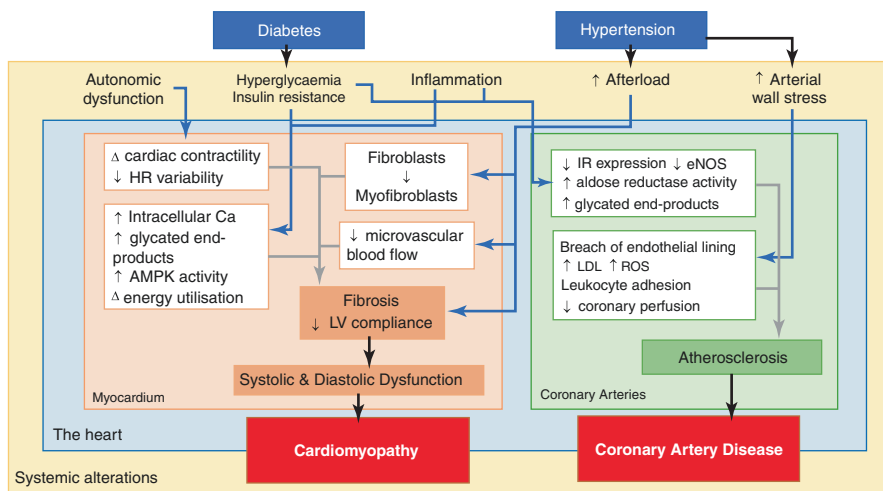 Diabetes
Hypertension
Autonomic
dysfunction
Hyperglycaemia
Insulin resistance
Inflammation
↑ Afterload
↑ Arterial
wall stress
Δ cardiac contractility
↓ HR variability
Fibroblasts
↓
Myofibroblasts
↓ IR expression ↓ eNOS
↑ aldose reductase activity
↑ glycated end-products
↑ Intracellular Ca
↑ glycated end-
products
↑ AMPK activity
Δ energy utilisation
↓ microvascular
blood flow
Breach of endothelial lining
↑ LDL ↑ ROS
Leukocyte adhesion
↓ coronary perfusion
Fibrosis
↓ LV compliance
Atherosclerosis
Systolic & Diastolic Dysfunction
Myocardium
Coronary Arteries
The heart
Cardiomyopathy
Coronary Artery Disease
Systemic alterations